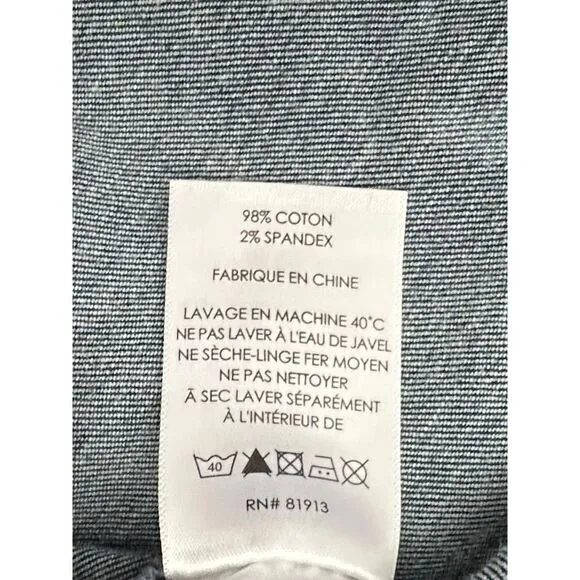 98% COTON
2% SPANDEX
FABRIQUE EN CHINE
LAVAGE EN MACHINE 40°C
NE PAS LAVER À L'EAU DE JAVEL
NE SÈCHE-LINGE FER MOYEN
NE PAS NETTOYER
Ā SEC LAVER SÉPARÉMENT
À L'INTÉRIEUR DE
40
RN# 81913